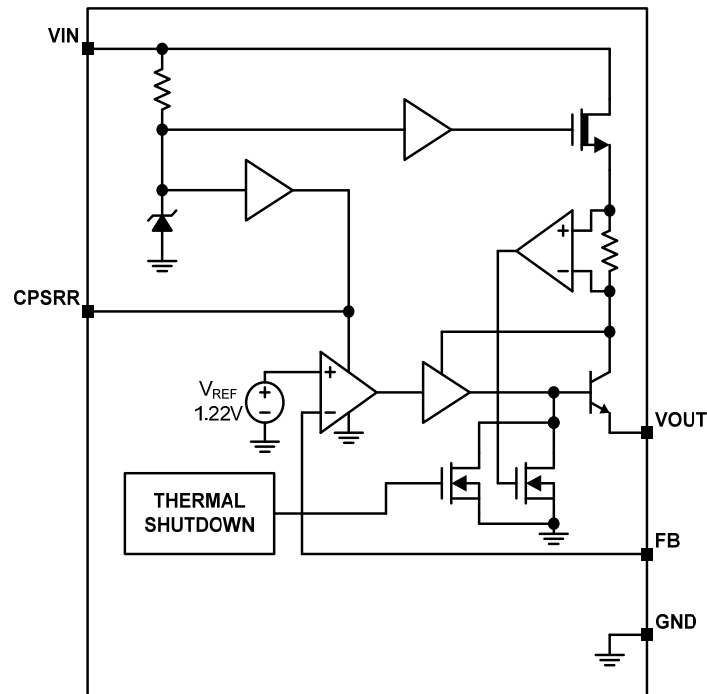 VIN
CPSRR
+
−
VREF
1.22V
+
−
+
−
VOUT
THERMAL
SHUTDOWN
FB
GND